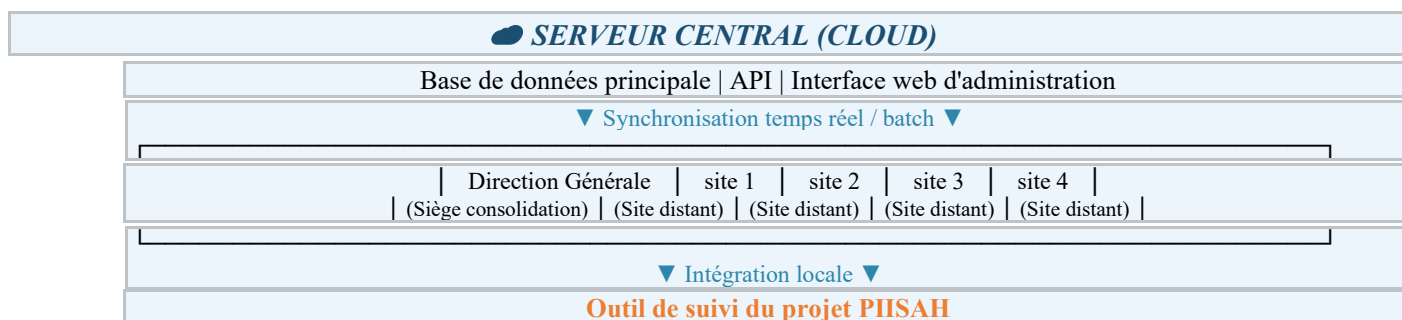 ☁ SERVEUR CENTRAL (CLOUD)
Base de données principale | API | Interface web d'administration
▼ Synchronisation temps réel / batch ▼
| Direction Générale | site 1 | site 2 | site 3 | site 4 |
| (Siège consolidation) | (Site distant) | (Site distant) | (Site distant) | (Site distant) |
▼ Intégration locale ▼
Outil de suivi du projet PIISAH